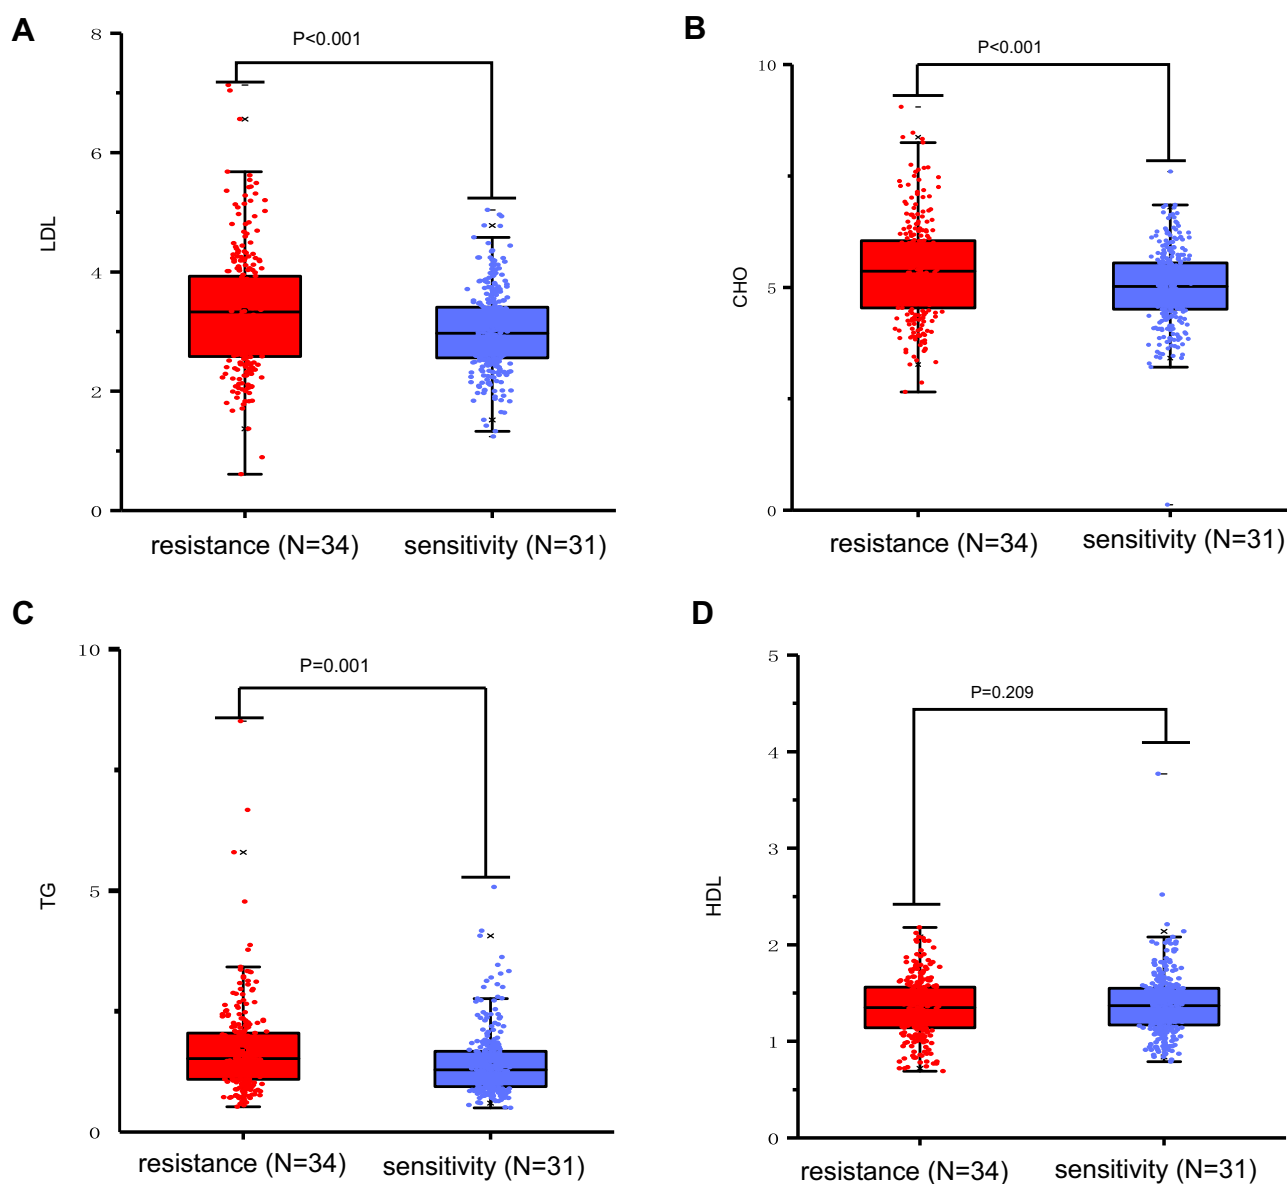 A
P<0.001
8
6
4
2
0
LDL
resistance (N=34)
sensitivity (N=31)
B
P<0.001
10
5
0
CHO
resistance (N=34)
sensitivity (N=31)
C
P=0.001
10
5
0
TG
resistance (N=34)
sensitivity (N=31)
D
P=0.209
5
4
3
2
1
0
HDL
resistance (N=34)
sensitivity (N=31)